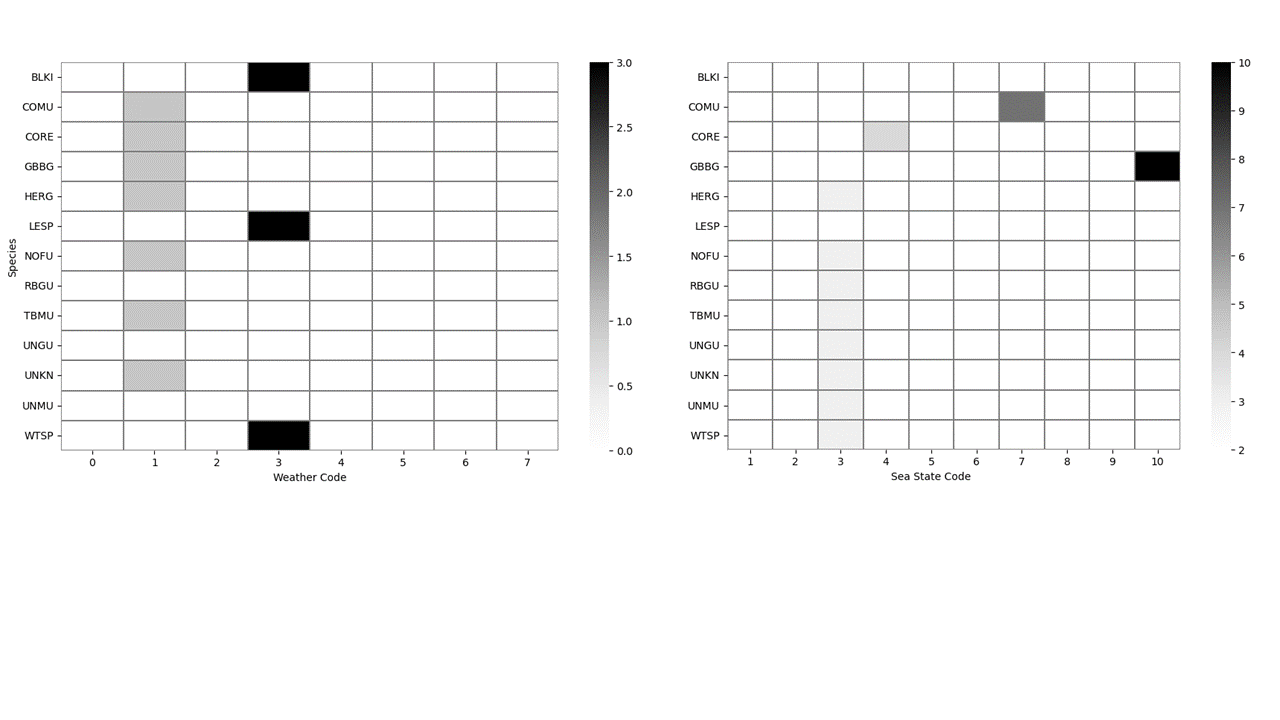 BLKI
COMU
CORE
GBBG
HERG
LESP
NOFU
RBGU
TBMU
UNGU
UNKN
UNMU
WTSP
Species
0 1 2 3 4 5 6 7
Weather Code
3.0
2.5
2.0
1.5
1.0
0.5
0.0
BLKI
COMU
CORE
GBBG
HERG
LESP
NOFU
RBGU
TBMU
UNGU
UNKN
UNMU
WTSP
1 2 3 4 5 6 7 8 9 10
Sea State Code
10
9
8
7
6
5
4
3
2